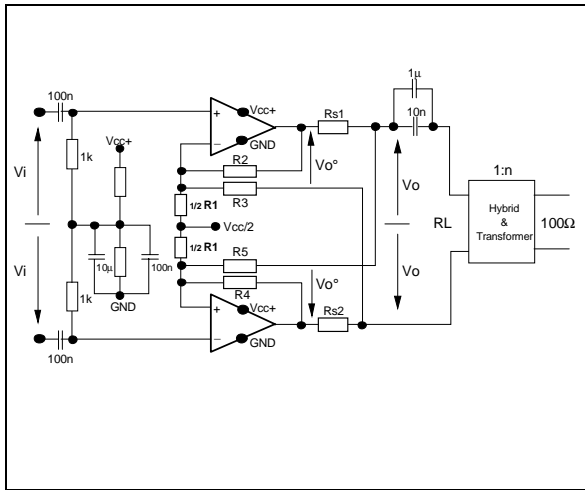 1µ
100n
Vcc+
Rs1
10n
+
GND
Vcc+
_
R2
Vo°
1:n
1k
Vi
R3
Vo
1/2 R1
Vcc/2
RL
Hybrid
&
Transformer
100Ω
1/2 R1
R5
Vi
10µ
100n
Vo°
Vo
R4
1k
GND
+
Vcc+
Rs2
_
GND
100n